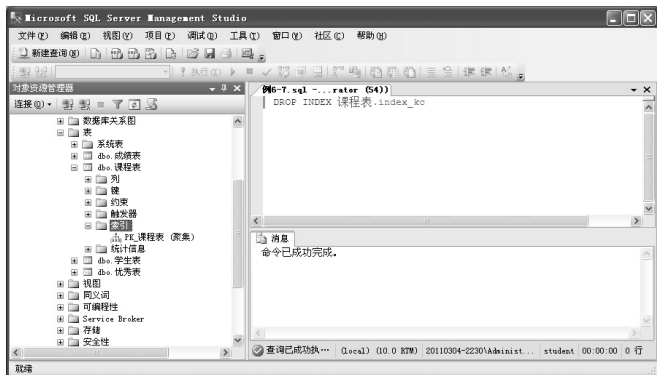 Microsoft SQL Server Management Studio
文件(F) 编辑(E) 视图(V) 项目(P) 调试(D) 工具(T) 窗口(W) 社区(C) 帮助(H)
新建查询(N)
执行(X)
对象资源管理器
连接(O)
数据库关系图
表
系统表
dbo.成绩表
dbo.课程表
列
键
约束
触发器
索引
PK_课程表 (聚集)
统计信息
dbo.学生表
dbo.优秀表
视图
同义词
可编程性
Service Broker
存储
安全性
例6-7.sql -...rator (54))
DROP INDEX 课程表.index_kc
消息
命令已成功完成。
查询已成功执… (local) (10.0 RTM) 20110304-2230\Administ... student 00:00:00 0 行
就绪